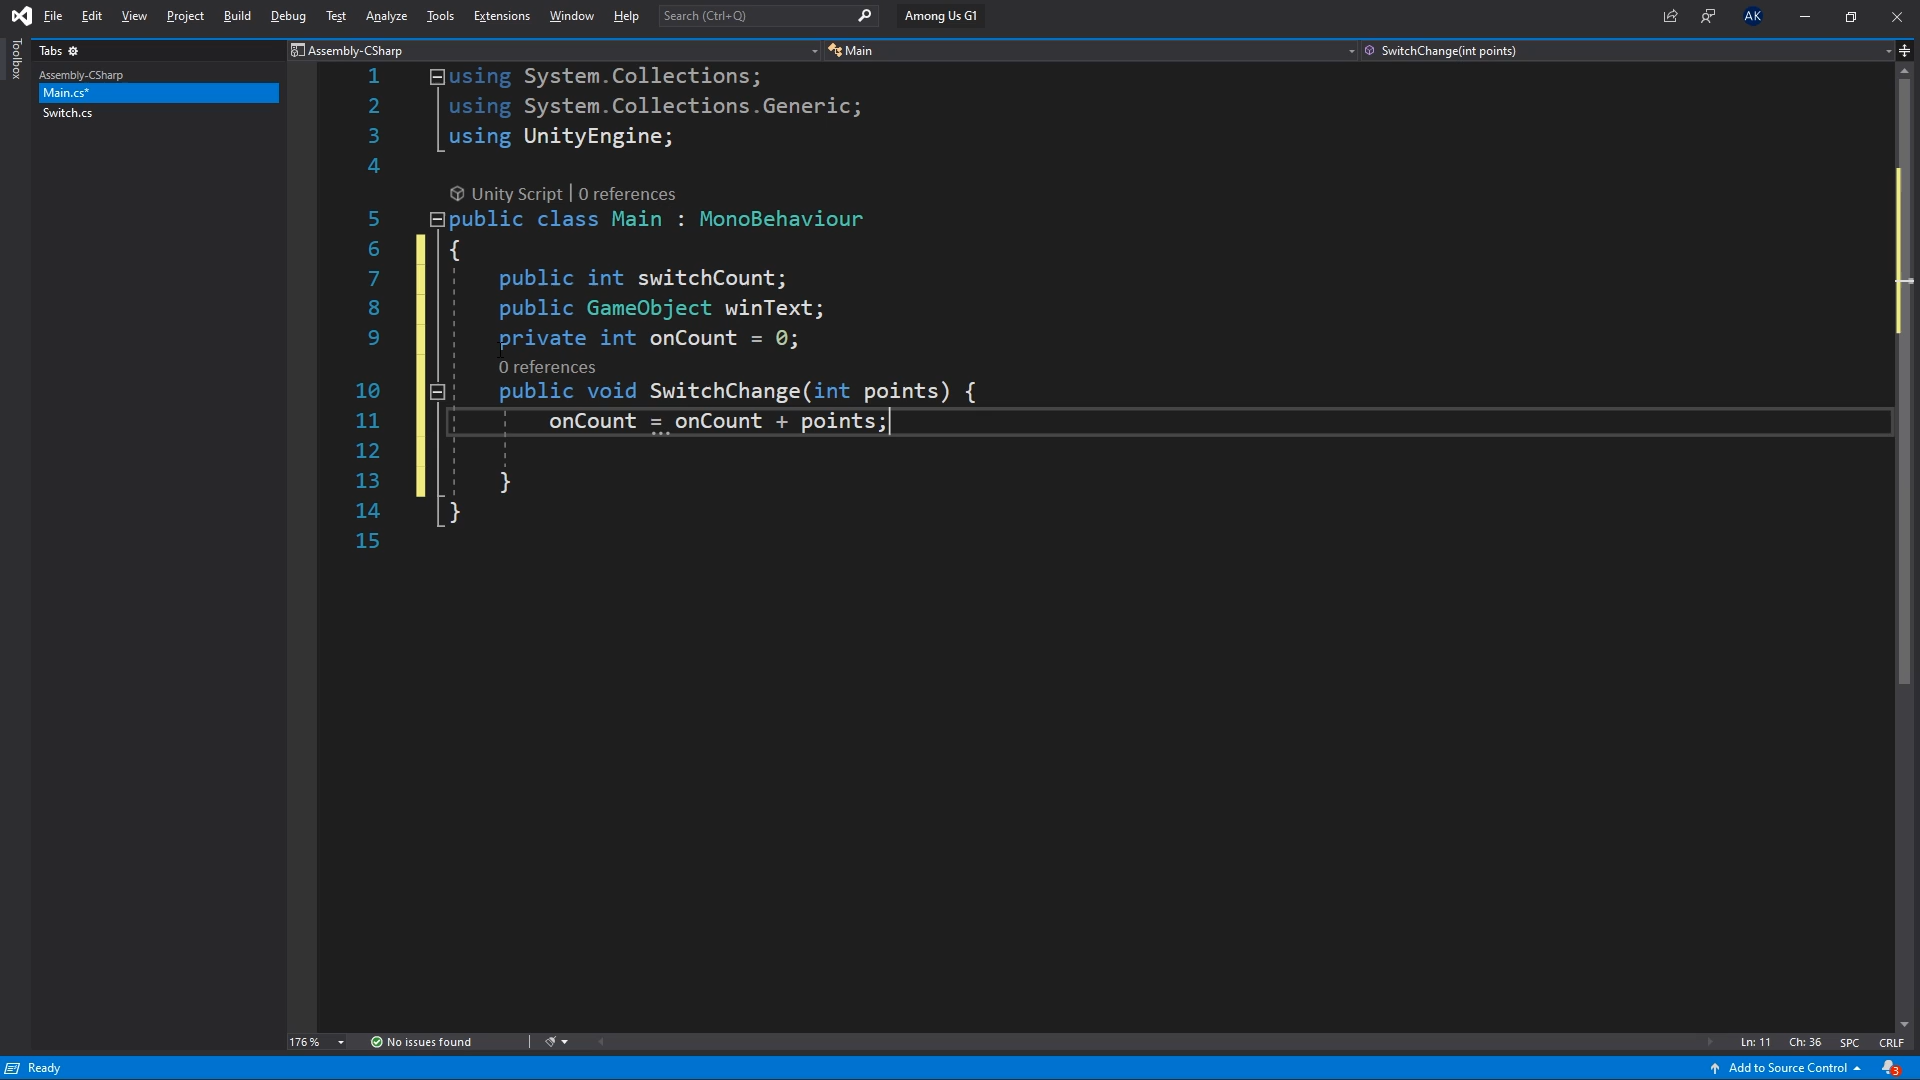 File Edit View Project Build Debug Test Analyze Tools Extensions Window Help Search (Ctrl+Q) Among Us G1 AK
Toolbox
Tabs
Assembly-CSharp
Main.cs*
Switch.cs
Assembly-CSharp Main SwitchChange(int points)
1 using System.Collections;
2 using System.Collections.Generic;
3 using UnityEngine;
4
Unity Script | 0 references
5 public class Main : MonoBehaviour
6 {
7 public int switchCount;
8 public GameObject winText;
9 private int onCount = 0;
0 references
10 public void SwitchChange(int points) {
11 onCount = onCount + points;
12
13 }
14 }
15
176 % No issues found Ln: 11 Ch: 36 SPC CRLF
Ready Add to Source Control 3